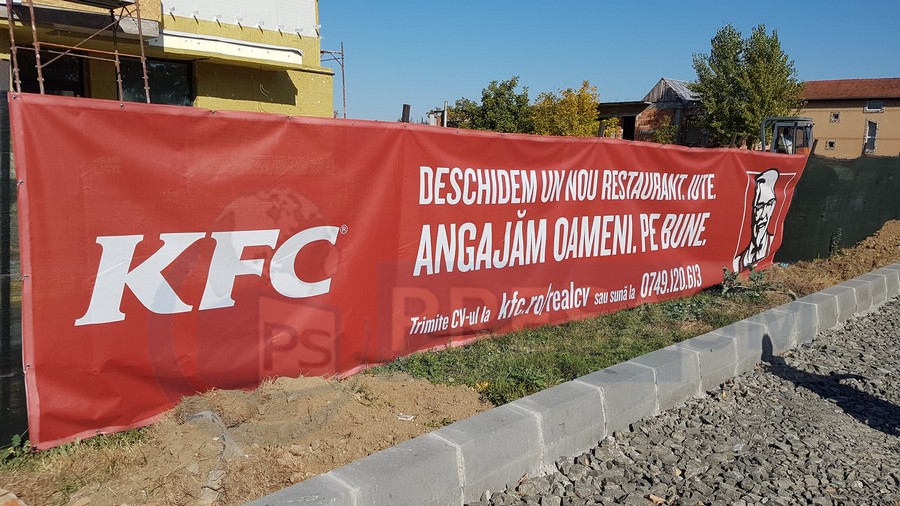 KFC®
DESCHIDEM UN NOU RESTAURANT. IUTE.
ANGAJĂM OAMENI. PE BUNE.
Trimite CV-ul la kfc.ro/realcv sau sună la 0749.120.613
PS